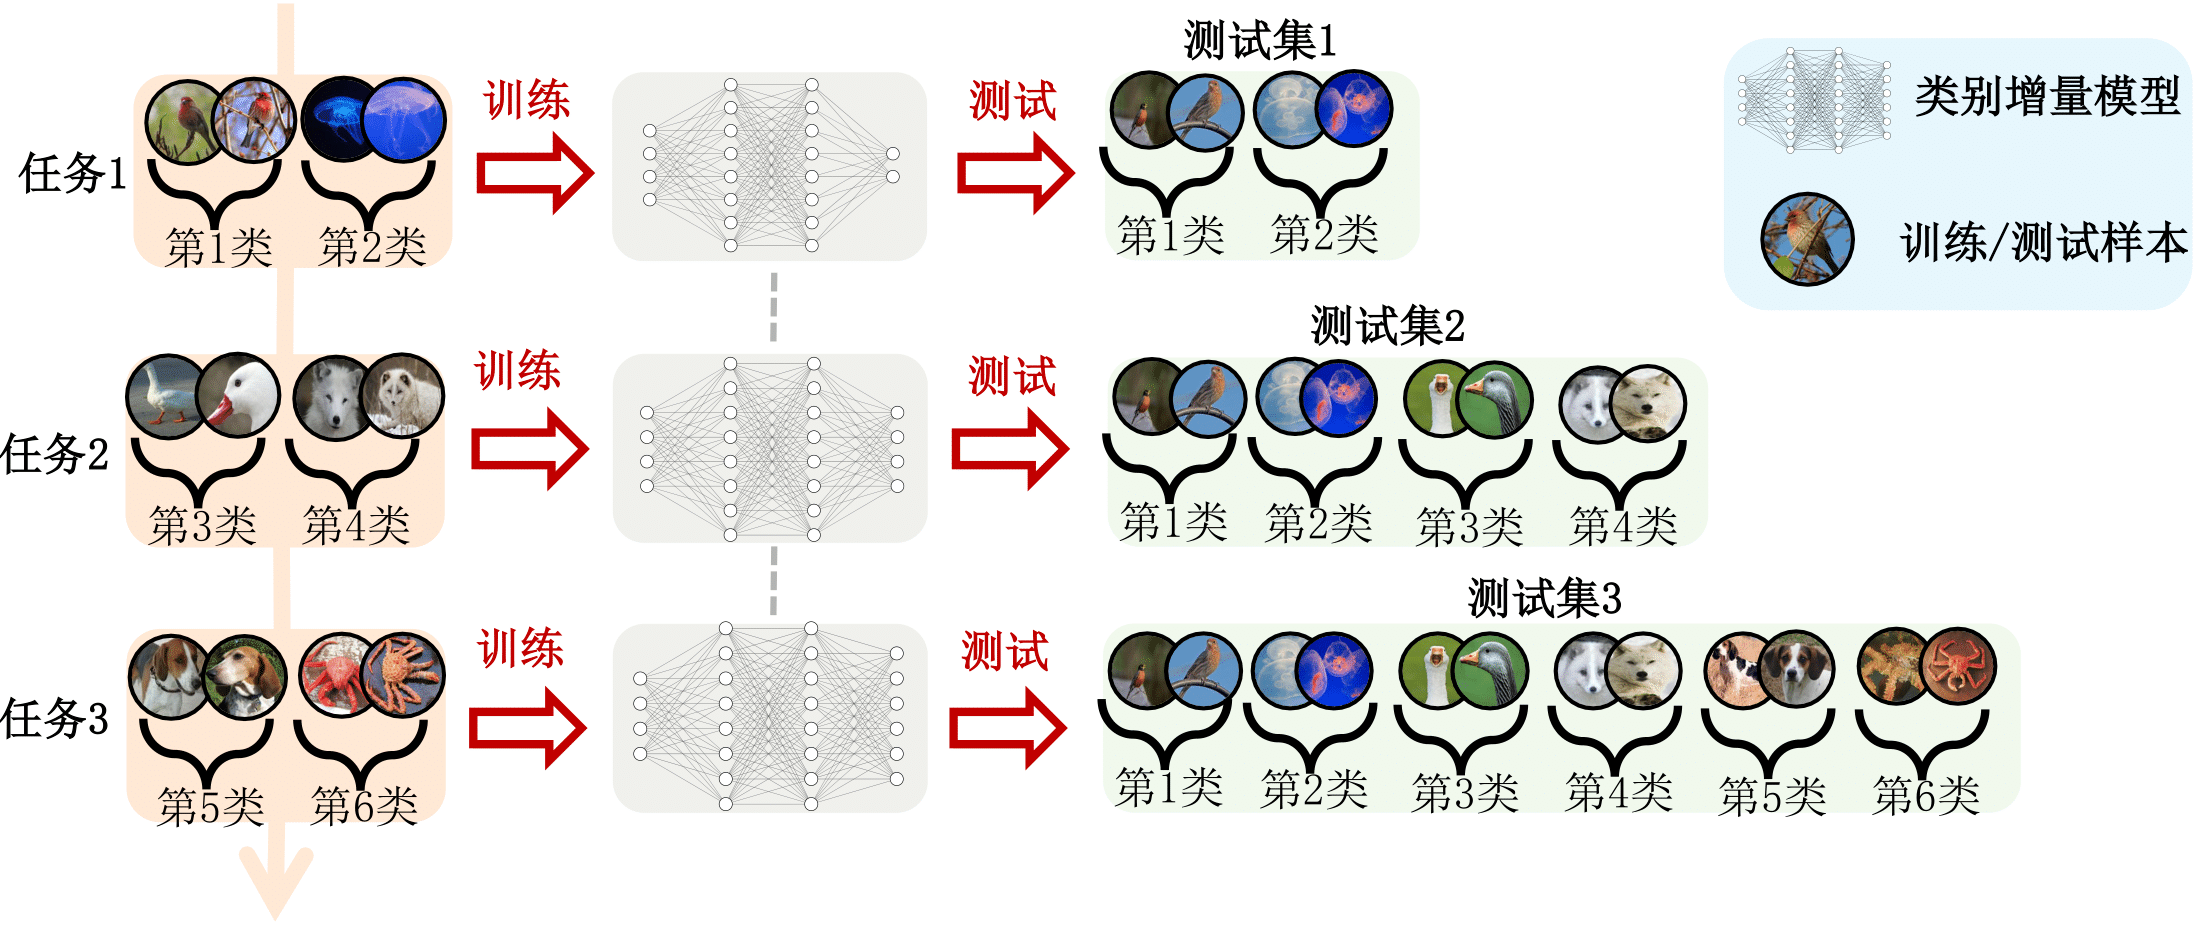 测试集1
训练
测试
类别增量模型
任务1
第1类
第2类
第1类
第2类
训练/测试样本
测试集2
训练
测试
任务2
第3类
第4类
第1类
第2类
第3类
第4类
测试集3
训练
测试
任务3
第5类
第6类
第1类
第2类
第3类
第4类
第5类
第6类